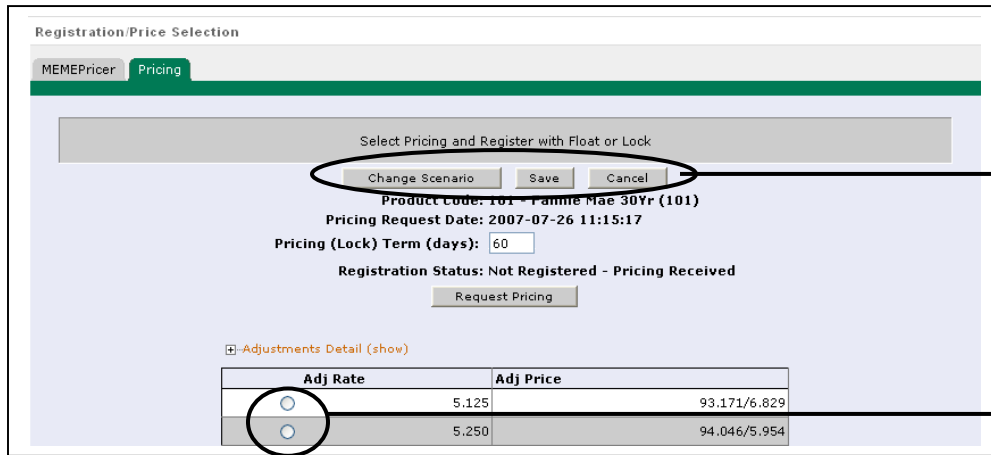 Registration/Price Selection
MEMEPricer Pricing
Select Pricing and Register with Float or Lock
Change Scenario Save Cancel
Product Code: 101 - Fannie Mae 30Yr (101)
Pricing Request Date: 2007-07-26 11:15:17
Pricing (Lock) Term (days): 60
Registration Status: Not Registered - Pricing Received
Request Pricing
Adjustments Detail (show)
Adj Rate Adj Price
5.125 93.171/6.829
5.250 94.046/5.954